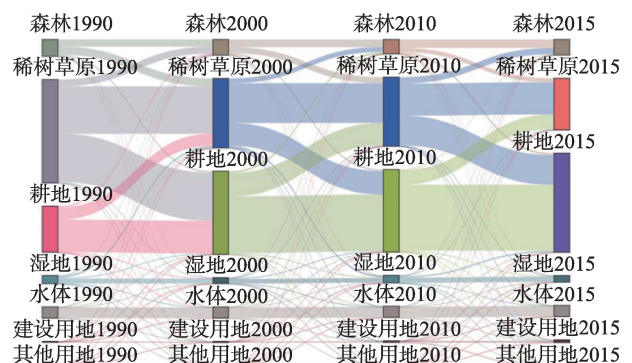 森林1990 森林2000 森林2010 森林2015
稀树草原1990 稀树草原2000 稀树草原2010 稀树草原2015
耕地1990 耕地2000 耕地2010 耕地2015
湿地1990 湿地2000 湿地2010 湿地2015
水体1990 水体2000 水体2010 水体2015
建设用地1990 建设用地2000 建设用地2010 建设用地2015
其他用地1990 其他用地2000 其他用地2010 其他用地2015